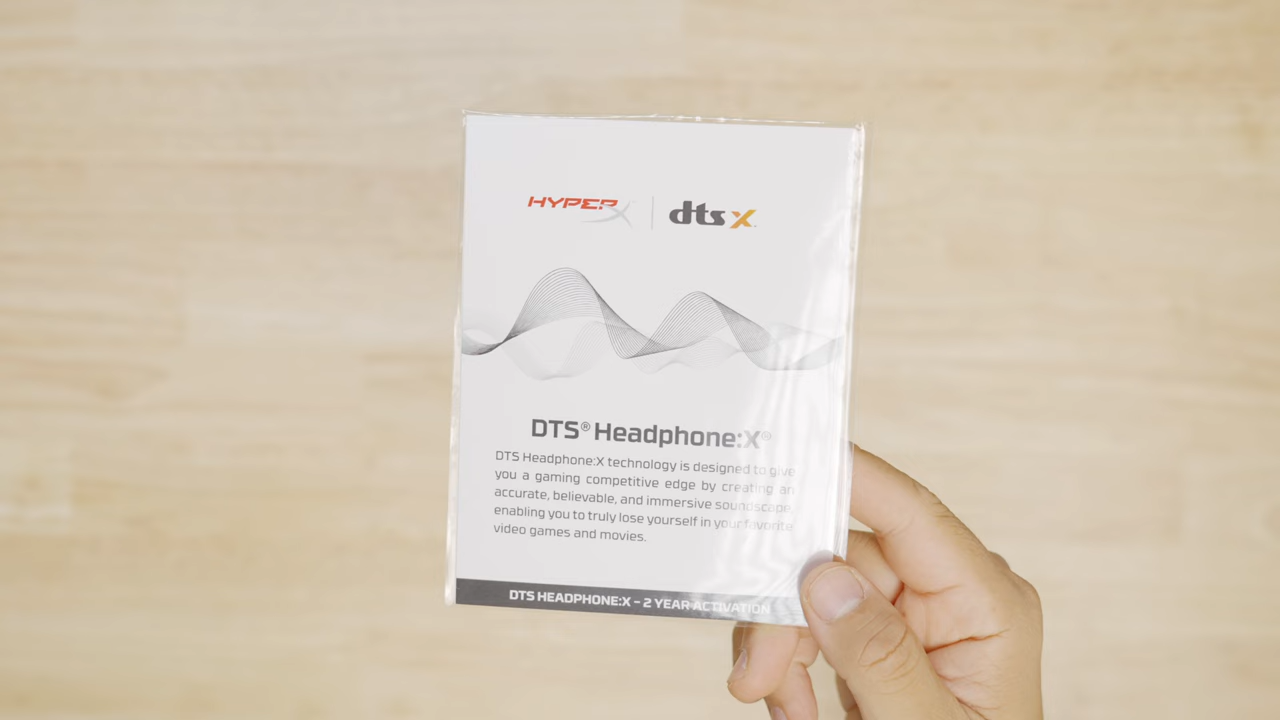 HYPERX | dts X
DTS® Headphone:X®
DTS Headphone:X technology is designed to give
you a gaming competitive edge by creating an
accurate, believable, and immersive soundscape,
enabling you to truly lose yourself in your favorite
video games and movies.
DTS HEADPHONE:X – 2 YEAR ACTIVATION